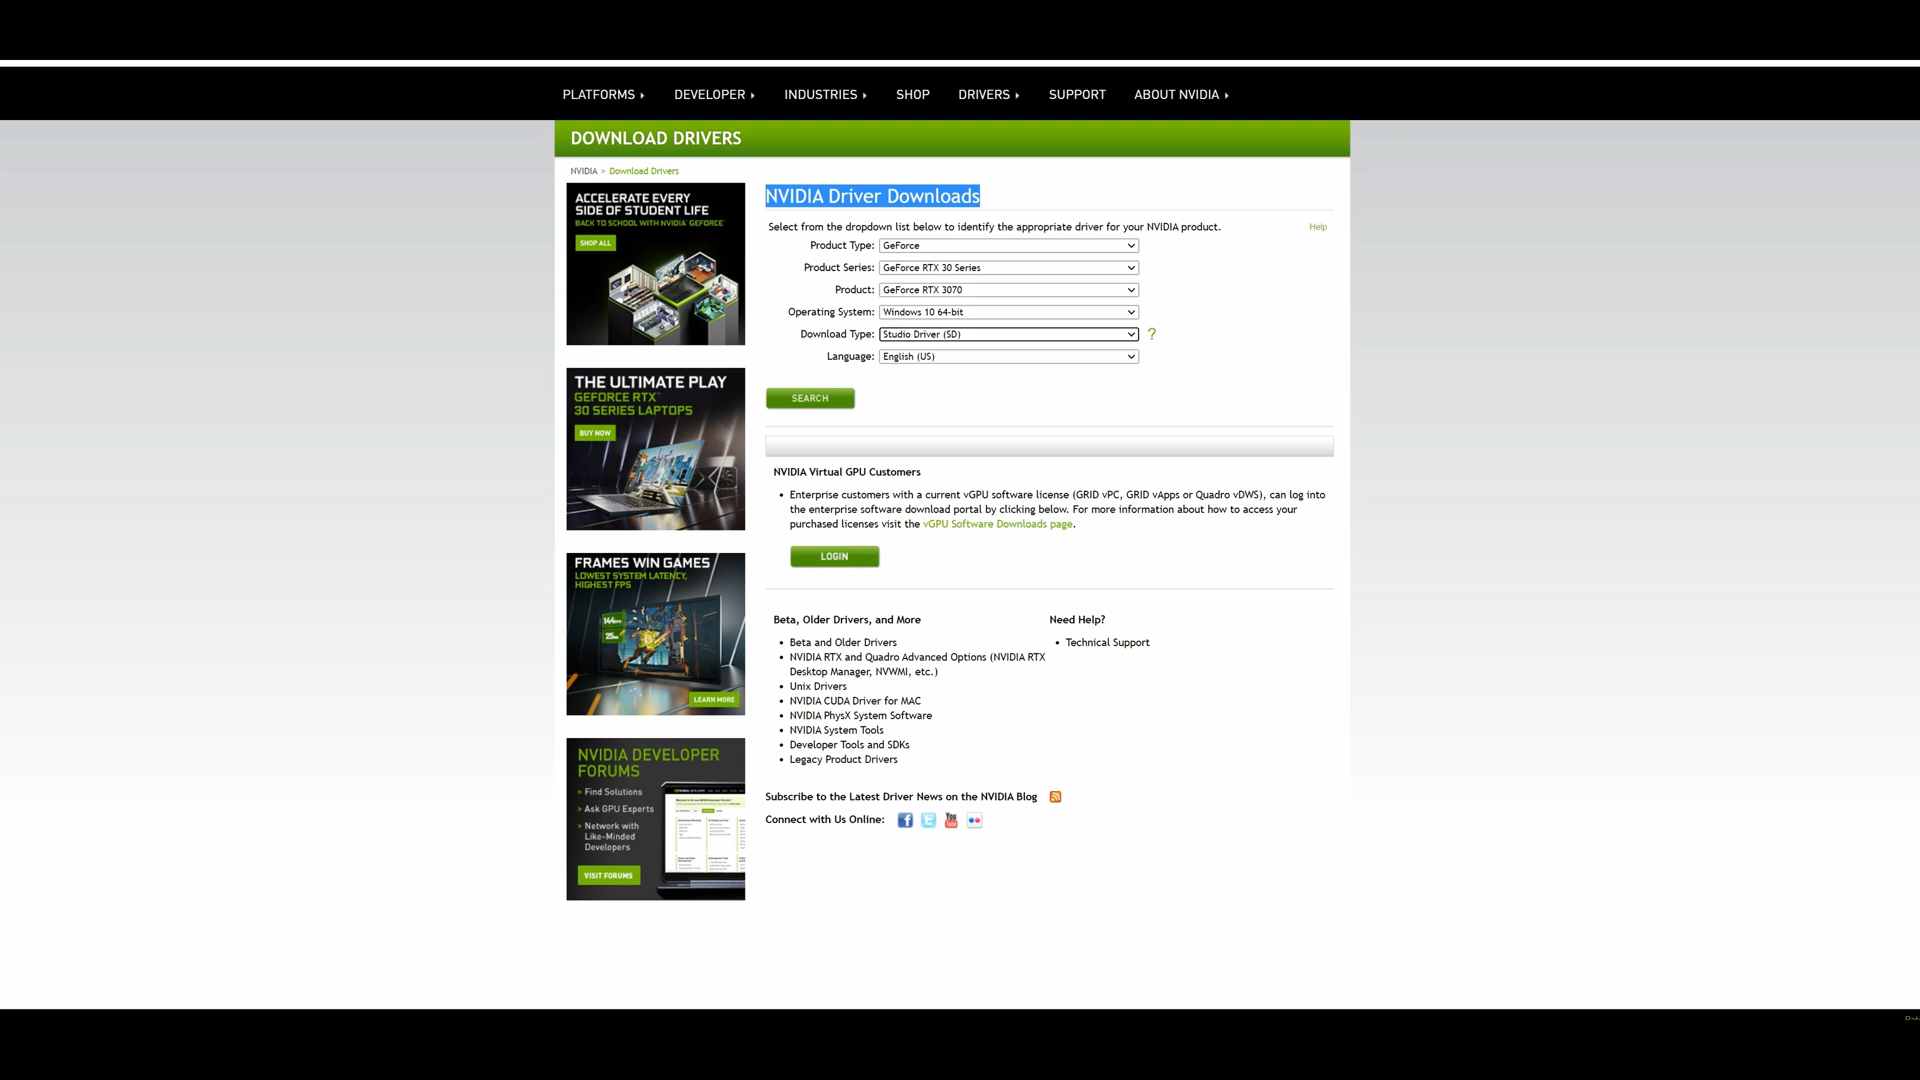 PLATFORMS DEVELOPER INDUSTRIES SHOP DRIVERS SUPPORT ABOUT NVIDIA
DOWNLOAD DRIVERS
NVIDIA > Download Drivers
ACCELERATE EVERY
SIDE OF STUDENT LIFE
BACK TO SCHOOL WITH NVIDIA GEFORCE
SHOP ALL
THE ULTIMATE PLAY
GEFORCE RTX™
30 SERIES LAPTOPS
BUY NOW
FRAMES WIN GAMES
LOWEST SYSTEM LATENCY,
HIGHEST FPS
LEARN MORE
NVIDIA DEVELOPER
FORUMS
> Find Solutions
> Ask GPU Experts
> Network with
Like-Minded
Developers
VISIT FORUMS
NVIDIA Driver Downloads
Select from the dropdown list below to identify the appropriate driver for your NVIDIA product.
Help
Product Type: GeForce
Product Series: GeForce RTX 30 Series
Product: GeForce RTX 3070
Operating System: Windows 10 64-bit
Download Type: Studio Driver (SD) ?
Language: English (US)
SEARCH
NVIDIA Virtual GPU Customers
• Enterprise customers with a current vGPU software license (GRID vPC, GRID vApps or Quadro vDWS), can log into
the enterprise software download portal by clicking below. For more information about how to access your
purchased licenses visit the vGPU Software Downloads page.
LOGIN
Beta, Older Drivers, and More
• Beta and Older Drivers
• NVIDIA RTX and Quadro Advanced Options (NVIDIA RTX
Desktop Manager, NVWMI, etc.)
• Unix Drivers
• NVIDIA CUDA Driver for MAC
• NVIDIA PhysX System Software
• NVIDIA System Tools
• Developer Tools and SDKs
• Legacy Product Drivers
Need Help?
• Technical Support
Subscribe to the Latest Driver News on the NVIDIA Blog
Connect with Us Online: